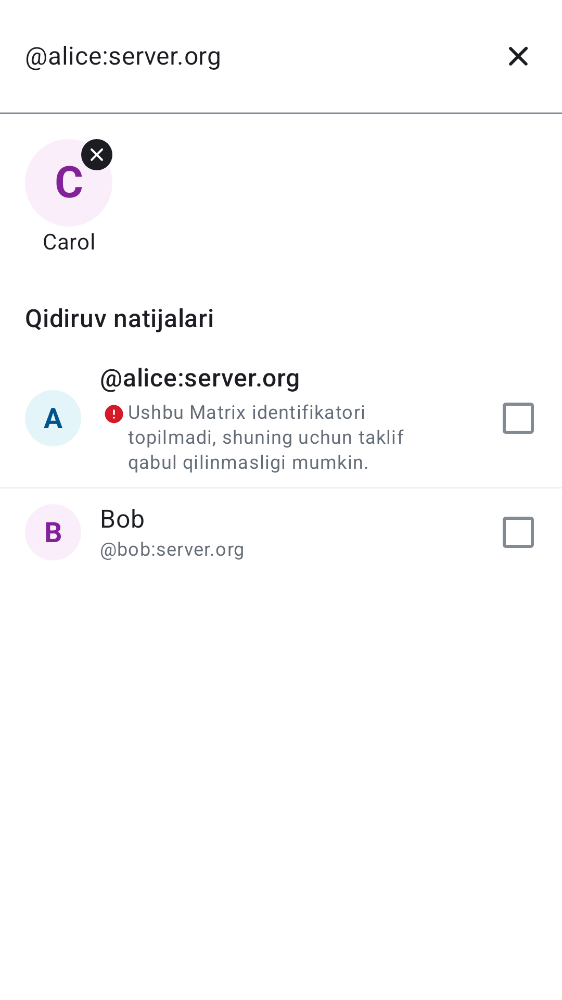 @alice:server.org
C
Carol
Qidiruv natijalari
@alice:server.org
A
Ushbu Matrix identifikatori
topilmadi, shuning uchun taklif
qabul qilinmasligi mumkin.
B
Bob
@bob:server.org